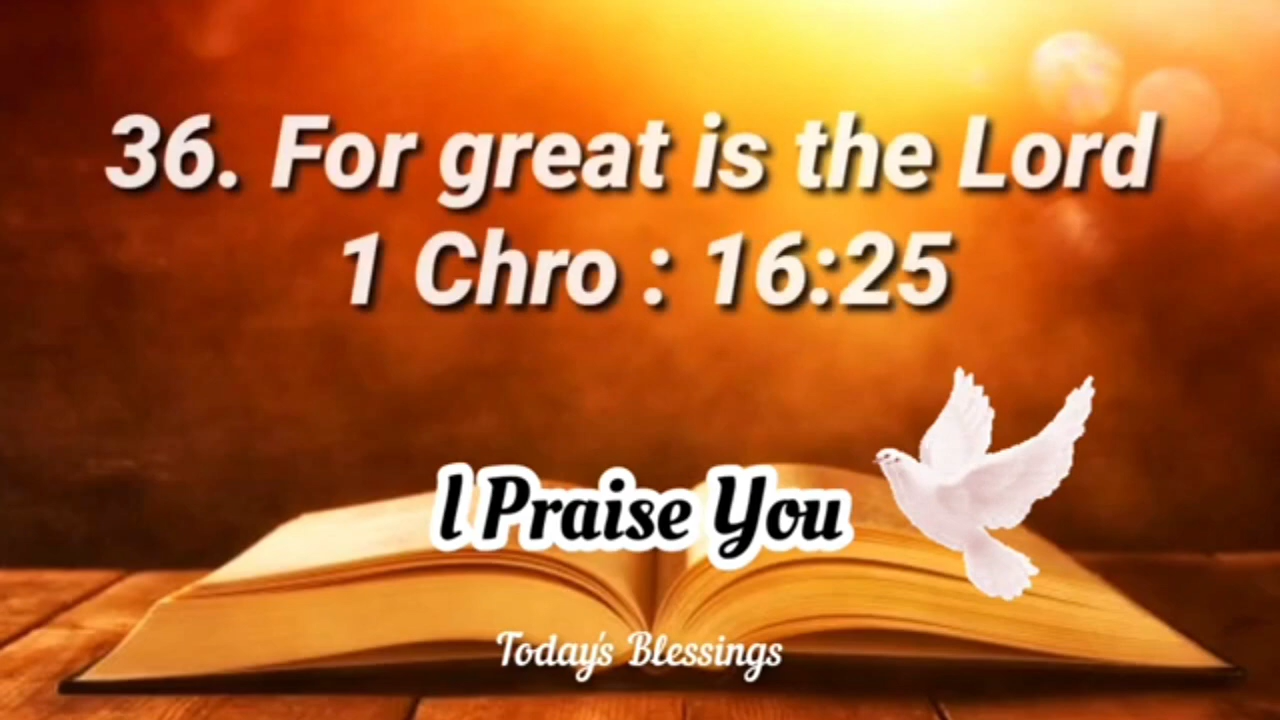 36. For great is the Lord
1 Chro : 16:25
I Praise You
Today's Blessings